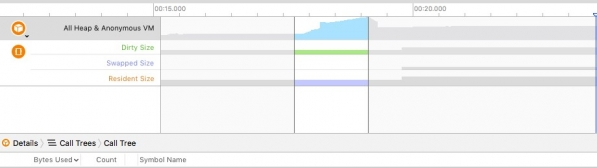 00:15.000 00:20.000
All Heap & Anonymous VM
Dirty Size
Swapped Size
Resident Size
Details Call Trees Call Tree
Bytes Used Count Symbol Name